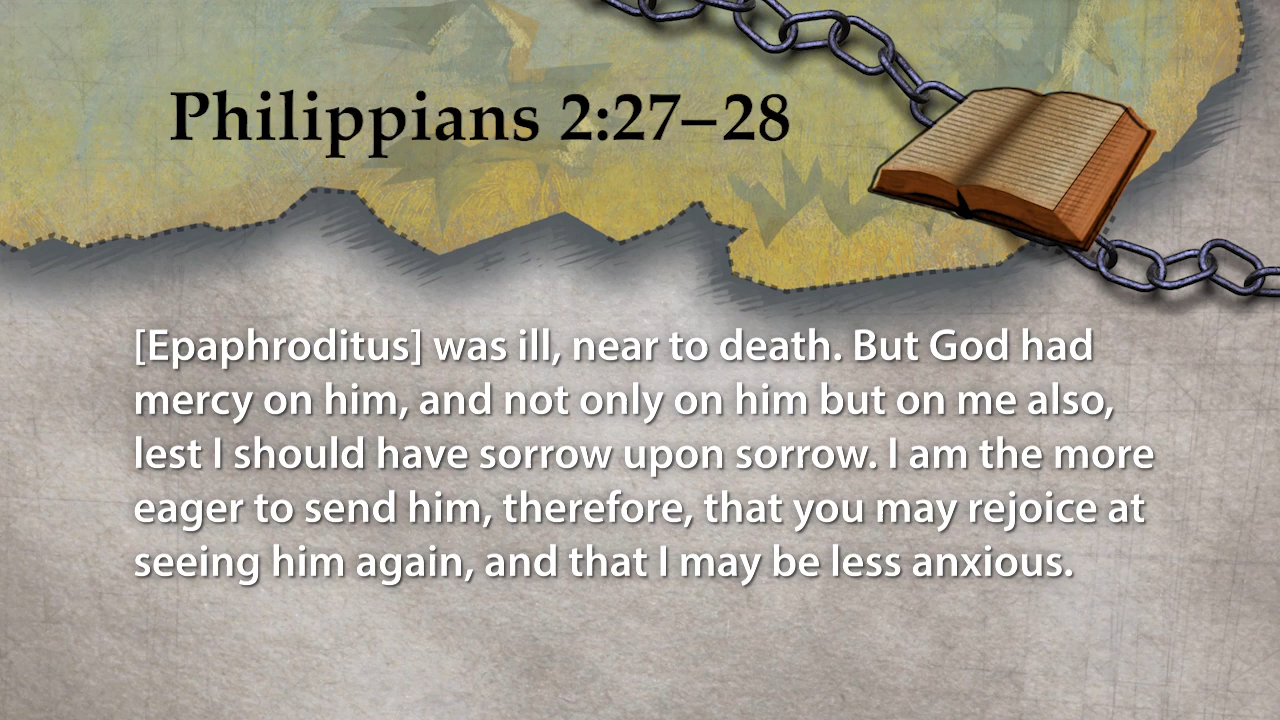 Philippians 2:27–28
[Epaphroditus] was ill, near to death. But God had
mercy on him, and not only on him but on me also,
lest I should have sorrow upon sorrow. I am the more
eager to send him, therefore, that you may rejoice at
seeing him again, and that I may be less anxious.